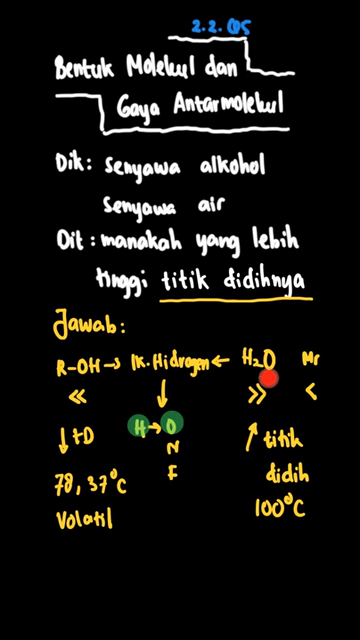 2.2.05
Bentuk Molekul dan
Gaya Antarmolekul
Dik: senyawa alkohol
senyawa air
Dit: manakah yang lebih
tinggi titik didihnya
Jawab:
R-OH → Ik. Hidrogen ← H2O Mr
<< ↓ >> <
↓ TD H → O ↑ titik
N didih
78,37°C F 100°C
Volatil